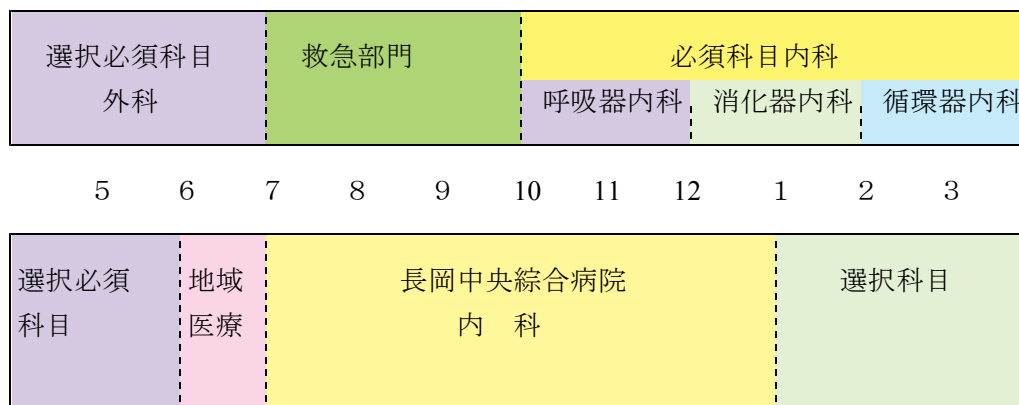 選択必須科目
外科
救急部門
必須科目内科
呼吸器内科
消化器内科
循環器内科
5 6 7 8 9 10 11 12 1 2 3
選択必須
科目
地域
医療
長岡中央綜合病院
内 科
選択科目